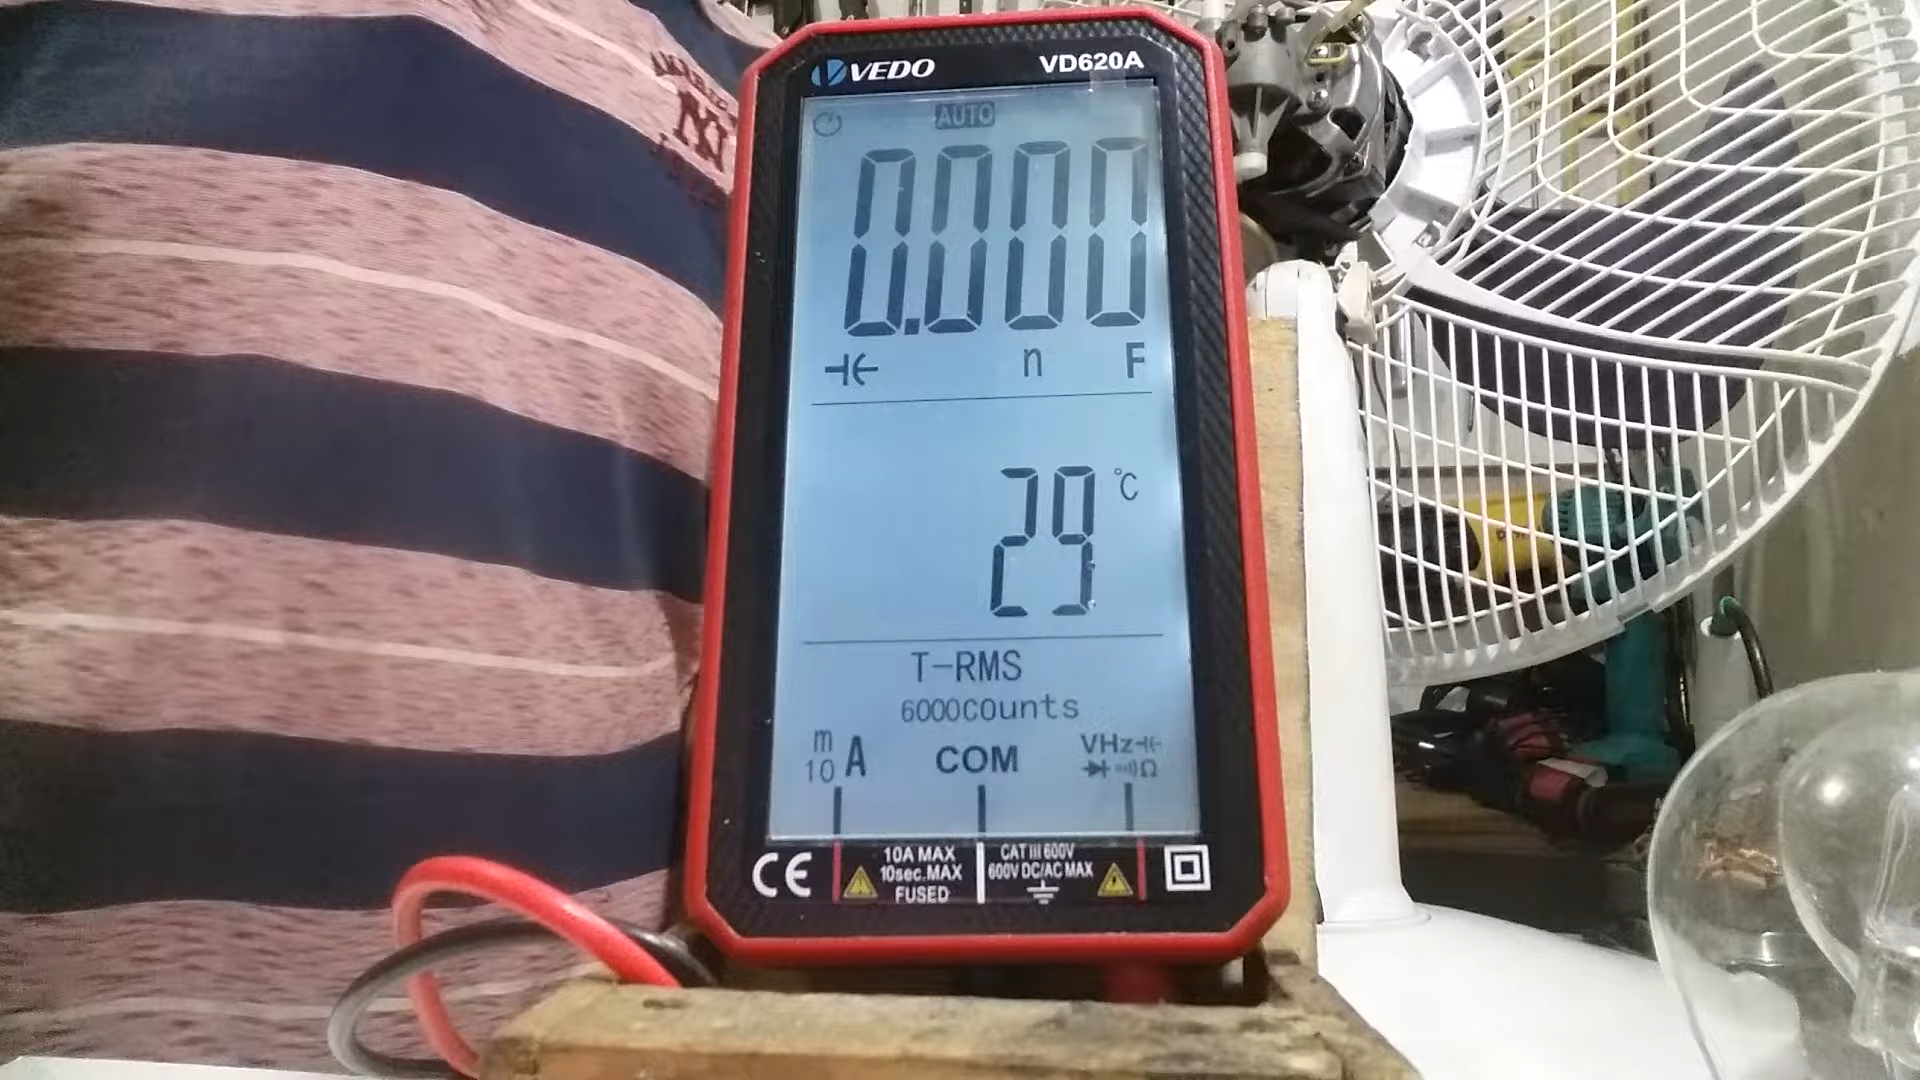 VEDO VD620A
AUTO
0.000
n F
29 °C
T-RMS
6000counts
m
10 A COM VHz
Ω
CE
10A MAX
10sec.MAX
FUSED
CAT III 600V
600V DC/AC MAX
NY